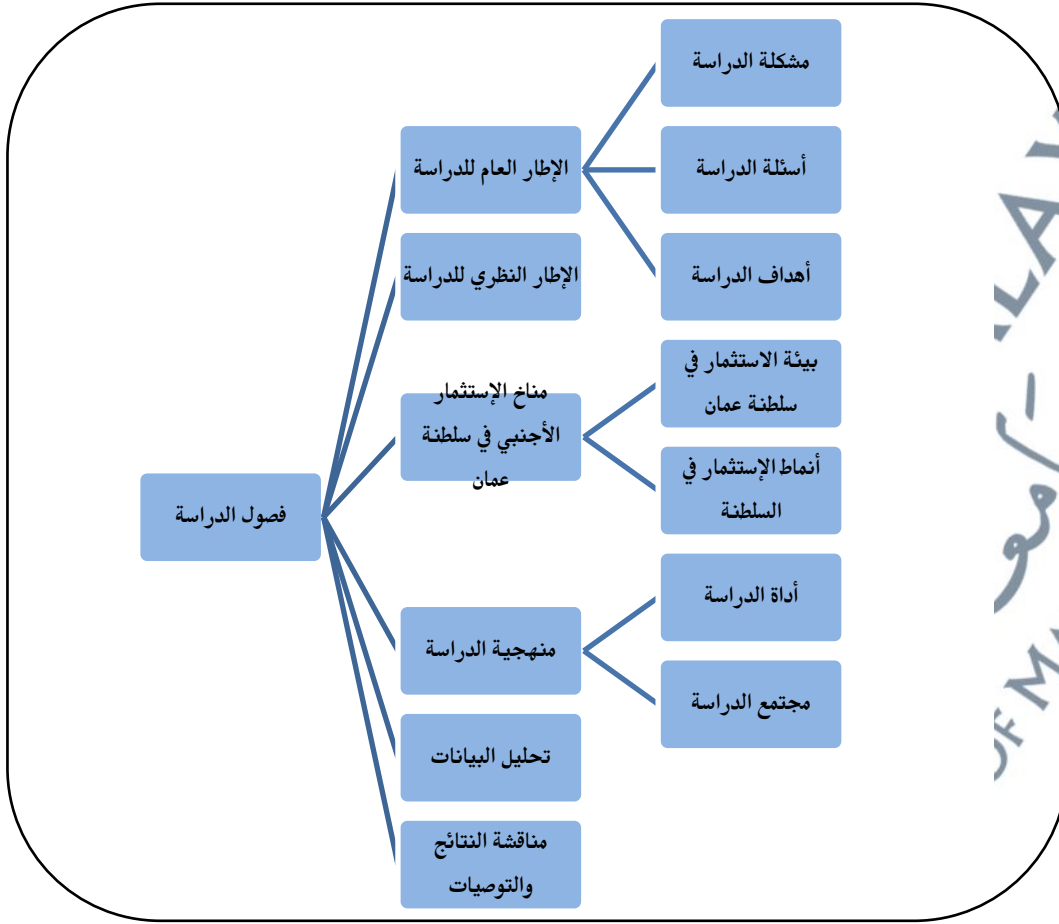 فصول الدراسة
الإطار العام للدراسة
مشكلة الدراسة
أسئلة الدراسة
أهداف الدراسة
الإطار النظري للدراسة
مناخ الإستثمار
الأجنبي في سلطنة
عمان
بيئة الاستثمار في
سلطنة عمان
أنماط الإستثمار في
السلطنة
منهجية الدراسة
أداة الدراسة
مجتمع الدراسة
تحليل البيانات
مناقشة النتائج
والتوصيات
OF M